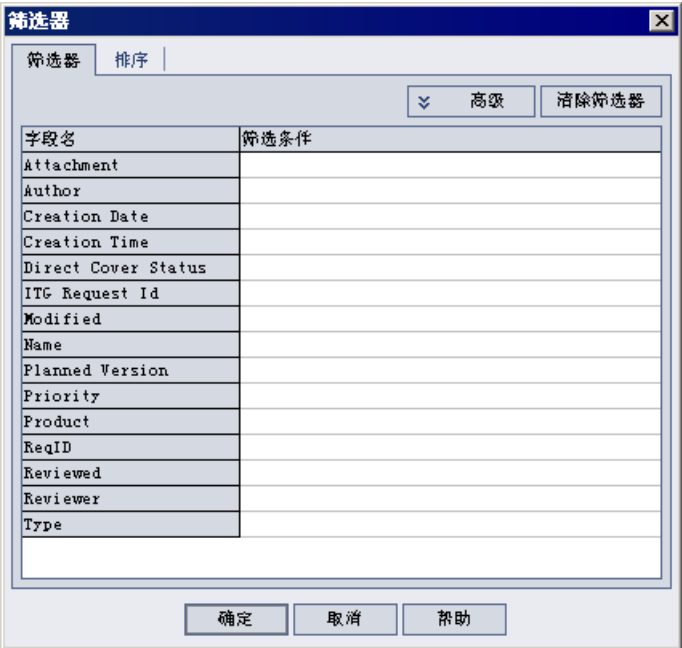 筛选器
筛选器 排序
高级 清除筛选器
字段名 筛选条件
Attachment
Author
Creation Date
Creation Time
Direct Cover Status
ITG Request Id
Modified
Name
Planned Version
Priority
Product
ReqID
Reviewed
Reviewer
Type
确定 取消 帮助